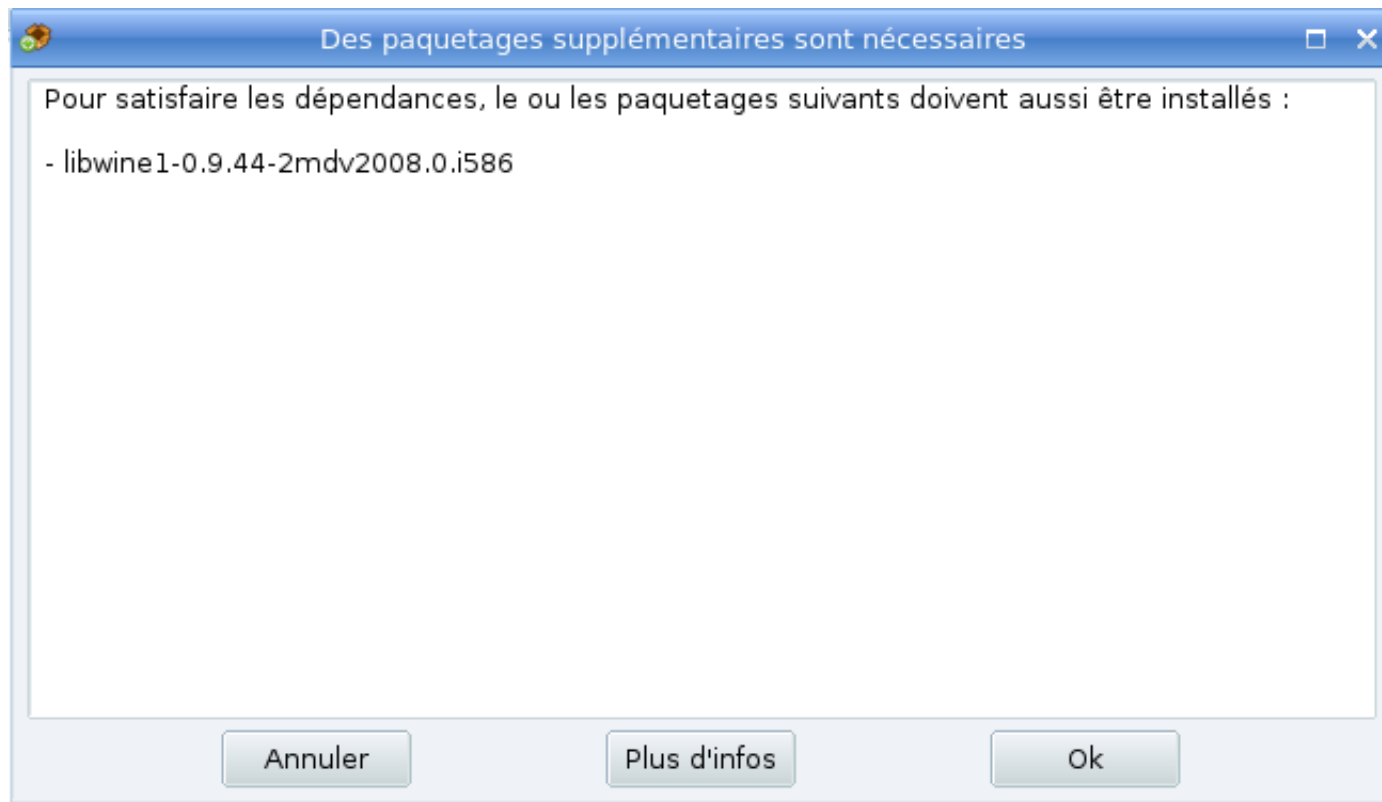 Des paquetages supplémentaires sont nécessaires
Pour satisfaire les dépendances, le ou les paquetages suivants doivent aussi être installés :
- libwine1-0.9.44-2mdv2008.0.i586
Annuler
Plus d'infos
Ok